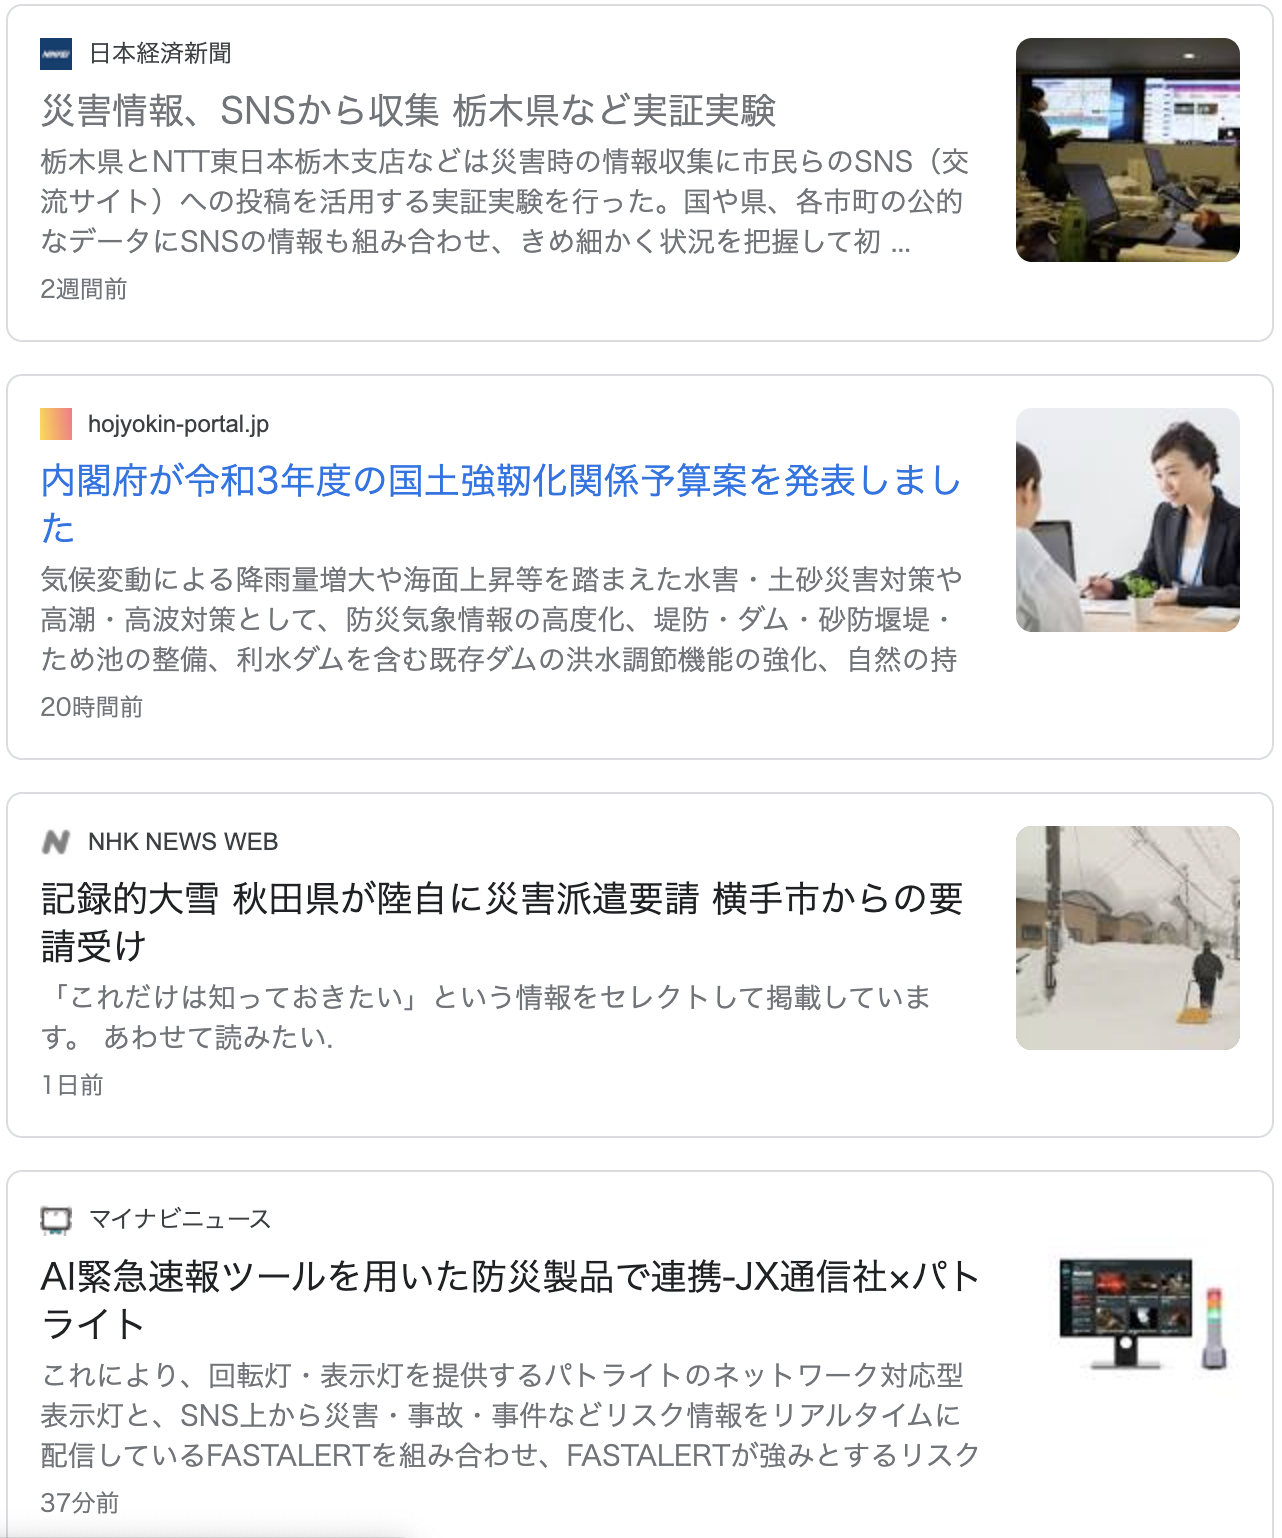 日本経済新聞
災害情報、SNSから収集 栃木県など実証実験
栃木県とNTT東日本栃木支店などは災害時の情報収集に市民らのSNS（交
流サイト）への投稿を活用する実証実験を行った。国や県、各市町の公的
なデータにSNSの情報も組み合わせ、きめ細かく状況を把握して初 ...
2週間前
hojyokin-portal.jp
内閣府が令和3年度の国土強靭化関係予算案を発表しまし
た
気候変動による降雨量増大や海面上昇等を踏まえた水害・土砂災害対策や
高潮・高波対策として、防災気象情報の高度化、堤防・ダム・砂防堰堤・
ため池の整備、利水ダムを含む既存ダムの洪水調節機能の強化、自然の持
20時間前
NHK NEWS WEB
記録的大雪 秋田県が陸自に災害派遣要請 横手市からの要
請受け
「これだけは知っておきたい」という情報をセレクトして掲載していま
す。 あわせて読みたい.
1日前
マイナビニュース
AI緊急速報ツールを用いた防災製品で連携-JX通信社×パト
ライト
これにより、回転灯・表示灯を提供するパトライトのネットワーク対応型
表示灯と、SNS上から災害・事故・事件などリスク情報をリアルタイムに
配信しているFASTALERTを組み合わせ、FASTALERTが強みとするリスク
37分前